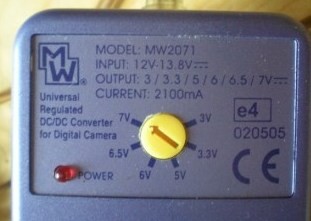 MW
MODEL: MW2071
INPUT: 12V-13.8V⎓
OUTPUT: 3 / 3.3 / 5 / 6 / 6.5 / 7V⎓
CURRENT: 2100mA
Universal
Regulated
DC/DC Converter
for Digital Camera
e4
020505
7V 3V
6.5V 3.3V
6V 5V
POWER
CE